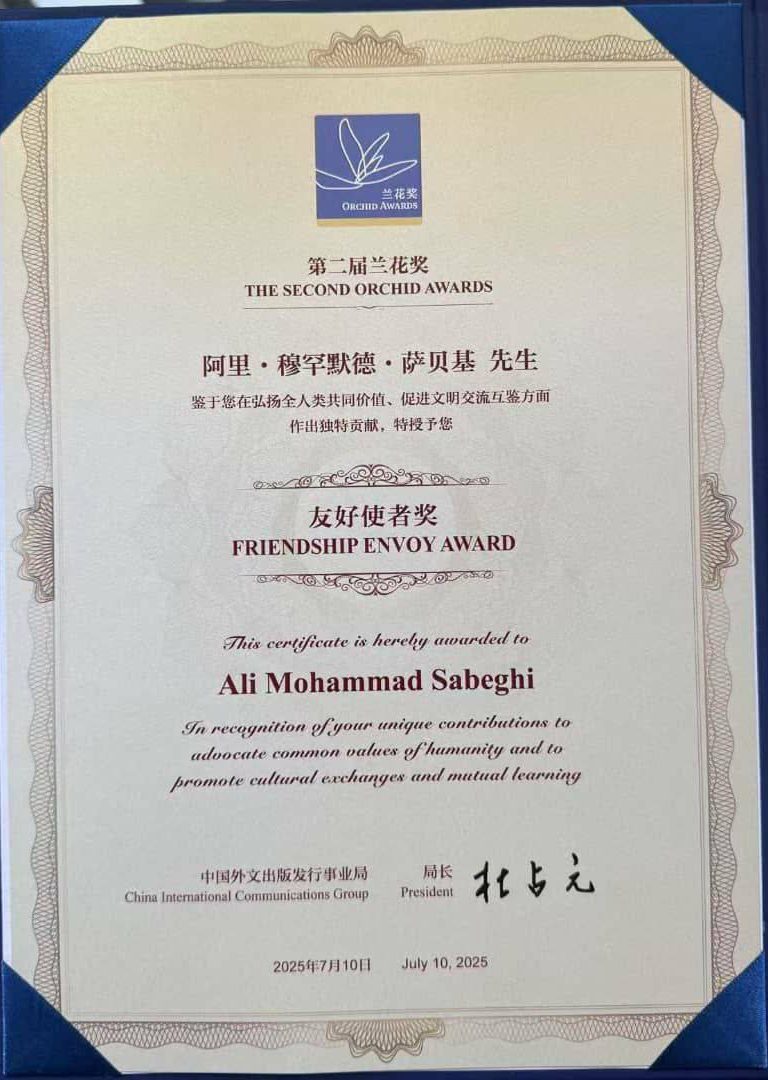 兰花奖
ORCHID AWARDS
第二届兰花奖
THE SECOND ORCHID AWARDS
阿里·穆罕默德·萨贝基 先生
鉴于您在弘扬全人类共同价值、促进文明交流互鉴方面
作出独特贡献，特授予您
友好使者奖
FRIENDSHIP ENVOY AWARD
This certificate is hereby awarded to
Ali Mohammad Sabeghi
In recognition of your unique contributions to
advocate common values of humanity and to
promote cultural exchanges and mutual learning
中国外文出版发行事业局 局长 杜占元
China International Communications Group President
2025年7月10日 July 10, 2025